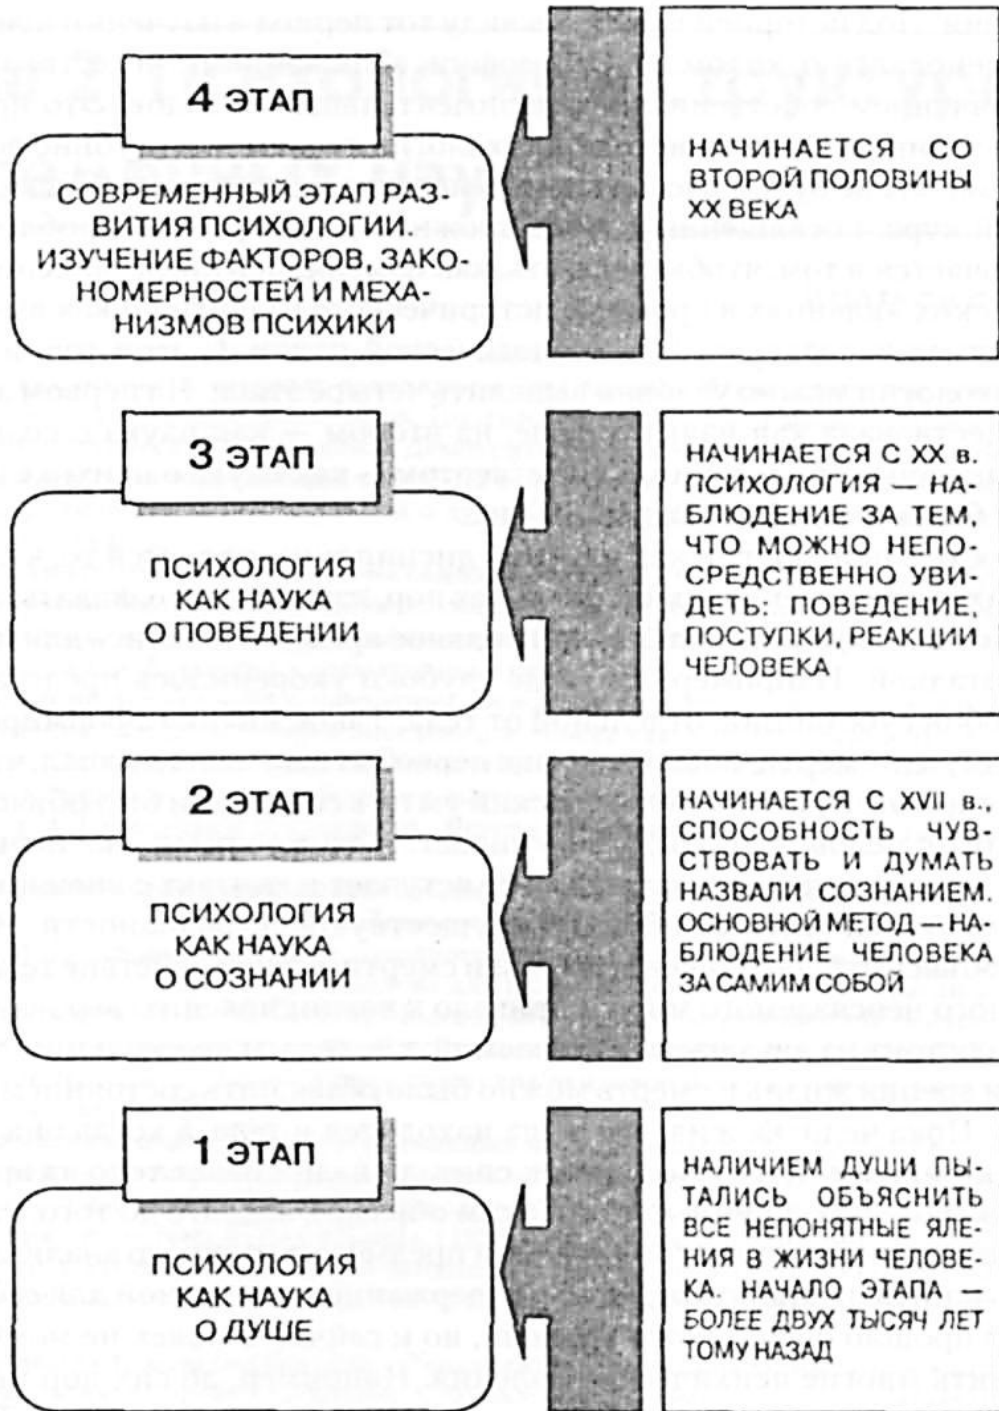 4 ЭТАП
СОВРЕМЕННЫЙ ЭТАП РАЗ-
ВИТИЯ ПСИХОЛОГИИ.
ИЗУЧЕНИЕ ФАКТОРОВ, ЗАКО-
НОМЕРНОСТЕЙ И МЕХА-
НИЗМОВ ПСИХИКИ
НАЧИНАЕТСЯ СО
ВТОРОЙ ПОЛОВИНЫ
XX ВЕКА
3 ЭТАП
ПСИХОЛОГИЯ
КАК НАУКА
О ПОВЕДЕНИИ
НАЧИНАЕТСЯ С XX в.
ПСИХОЛОГИЯ — НА-
БЛЮДЕНИЕ ЗА ТЕМ,
ЧТО МОЖНО НЕПО-
СРЕДСТВЕННО УВИ-
ДЕТЬ: ПОВЕДЕНИЕ,
ПОСТУПКИ, РЕАКЦИИ
ЧЕЛОВЕКА
2 ЭТАП
ПСИХОЛОГИЯ
КАК НАУКА
О СОЗНАНИИ
НАЧИНАЕТСЯ С XVII в.,
СПОСОБНОСТЬ ЧУВ-
СТВОВАТЬ И ДУМАТЬ
НАЗВАЛИ СОЗНАНИЕМ.
ОСНОВНОЙ МЕТОД — НА-
БЛЮДЕНИЕ ЧЕЛОВЕКА
ЗА САМИМ СОБОЙ
1 ЭТАП
ПСИХОЛОГИЯ
КАК НАУКА
О ДУШЕ
НАЛИЧИЕМ ДУШИ ПЫ-
ТАЛИСЬ ОБЪЯСНИТЬ
ВСЕ НЕПОНЯТНЫЕ ЯЛЕ-
НИЯ В ЖИЗНИ ЧЕЛОВЕ-
КА. НАЧАЛО ЭТАПА —
БОЛЕЕ ДВУХ ТЫСЯЧ ЛЕТ
ТОМУ НАЗАД